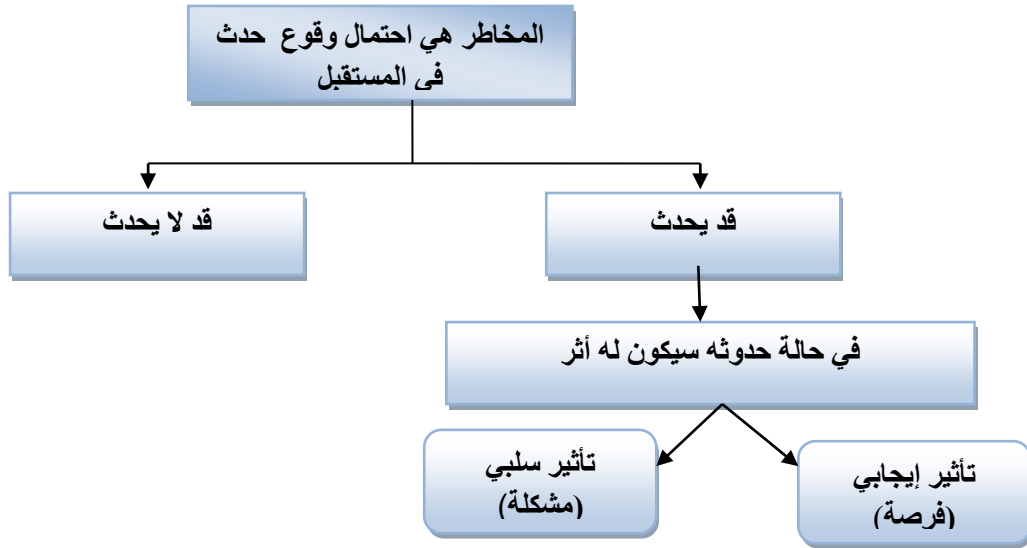 المخاطر هي احتمال وقوع حدث
في المستقبل
قد يحدث
قد لا يحدث
في حالة حدوثه سيكون له أثر
تأثير إيجابي
(فرصة)
تأثير سلبي
(مشكلة)